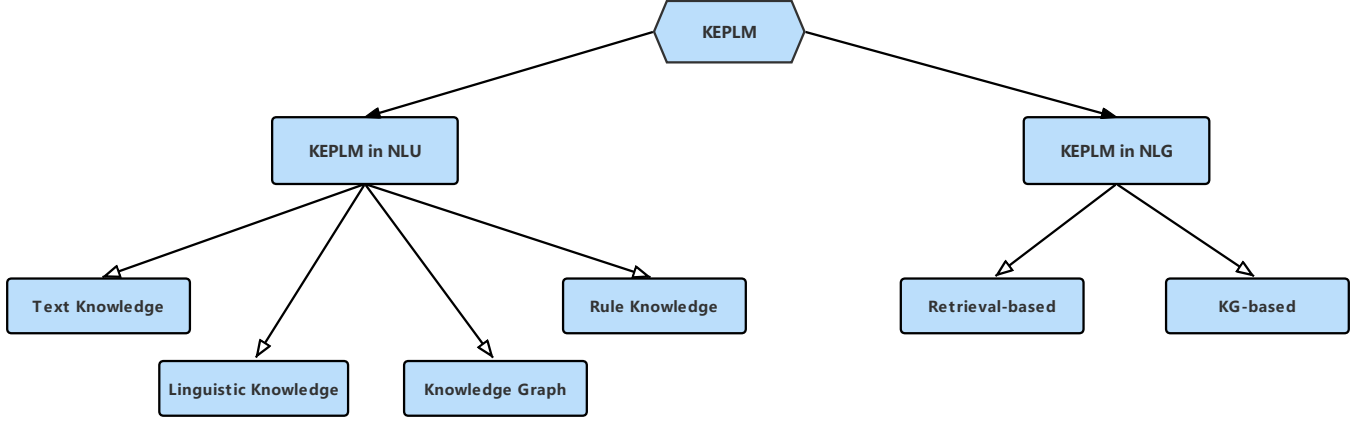 KEPLM
KEPLM in NLU
KEPLM in NLG
Text Knowledge
Rule Knowledge
Retrieval-based
KG-based
Linguistic Knowledge
Knowledge Graph